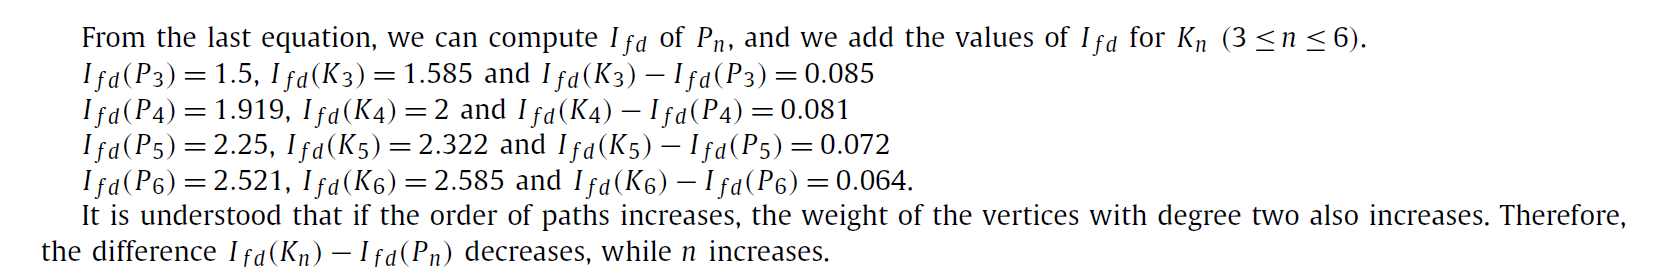 From the last equation, we can compute I_{fd} of P_n, and we add the values of I_{fd} for K_n (3 ≤ n ≤ 6).
I_{fd}(P_3) = 1.5, I_{fd}(K_3) = 1.585 and I_{fd}(K_3) − I_{fd}(P_3) = 0.085
I_{fd}(P_4) = 1.919, I_{fd}(K_4) = 2 and I_{fd}(K_4) − I_{fd}(P_4) = 0.081
I_{fd}(P_5) = 2.25, I_{fd}(K_5) = 2.322 and I_{fd}(K_5) − I_{fd}(P_5) = 0.072
I_{fd}(P_6) = 2.521, I_{fd}(K_6) = 2.585 and I_{fd}(K_6) − I_{fd}(P_6) = 0.064.
It is understood that if the order of paths increases, the weight of the vertices with degree two also increases. Therefore,
the difference I_{fd}(K_n) − I_{fd}(P_n) decreases, while n increases.